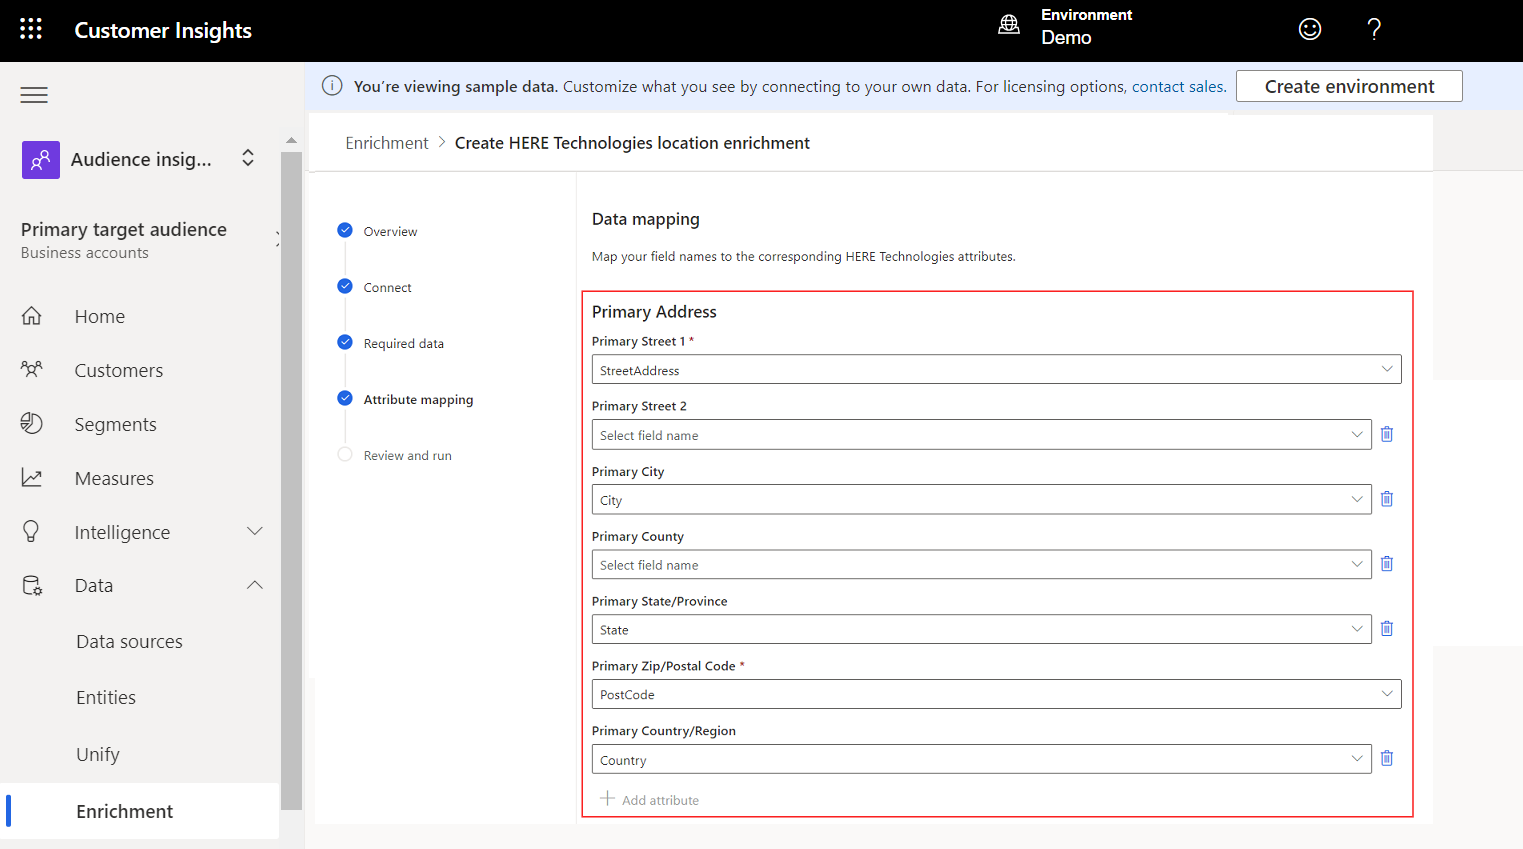 Customer Insights
Environment
Demo
?
You're viewing sample data. Customize what you see by connecting to your own data. For licensing options, contact sales.
Create environment
Audience insig...
Primary target audience
Business accounts
Home
Customers
Segments
Measures
Intelligence
Data
Data sources
Entities
Unify
Enrichment
Enrichment > Create HERE Technologies location enrichment
Overview
Connect
Required data
Attribute mapping
Review and run
Data mapping
Map your field names to the corresponding HERE Technologies attributes.
Primary Address
Primary Street 1 *
StreetAddress
Primary Street 2
Select field name
Primary City
City
Primary County
Select field name
Primary State/Province
State
Primary Zip/Postal Code *
PostCode
Primary Country/Region
Country
Add attribute